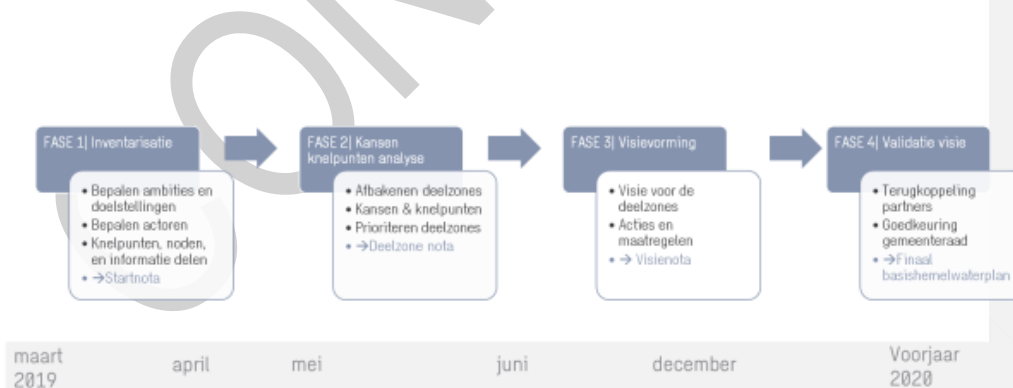 CON
FASE 1| Inventarisatie
• Bepalen ambities en
doelstellingen
• Bepalen actoren
• Knelpunten, noden,
en informatie delen
• →Startnota
FASE 2| Kansen
knelpunten analyse
• Afbakenen deelzones
• Kansen & knelpunten
• Prioriteren deelzones
• →Deelzone nota
FASE 3| Visievorming
• Visie voor de
deelzones
• Acties en
maatregelen
• → Visienota
FASE 4| Validatie visie
• Terugkoppeling
partners
• Goedkeuring
gemeenteraad
• →Finaal
basishemelwaterplan
maart
2019
april
mei
juni
december
Voorjaar
2020